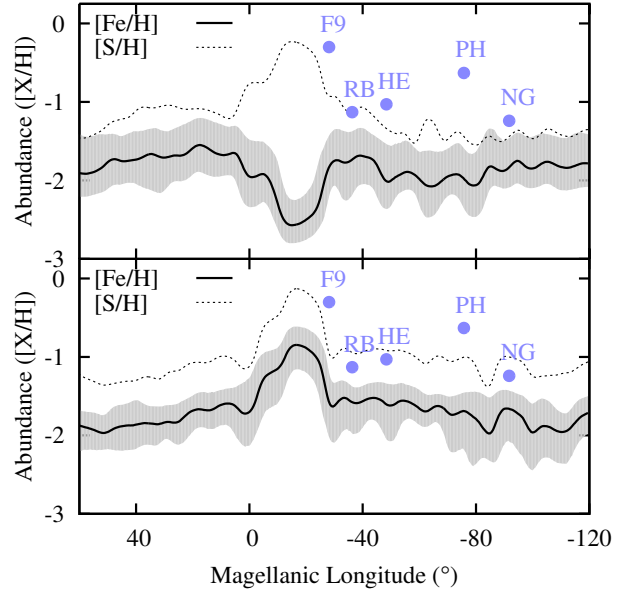 0
-1
-2
-3
Abundance ([X/H])
[Fe/H]
[S/H]
F9
RB
HE
PH
NG
0
-1
-2
-3
Abundance ([X/H])
[Fe/H]
[S/H]
F9
RB
HE
PH
NG
40 0 -40 -80 -120
Magellanic Longitude (°)